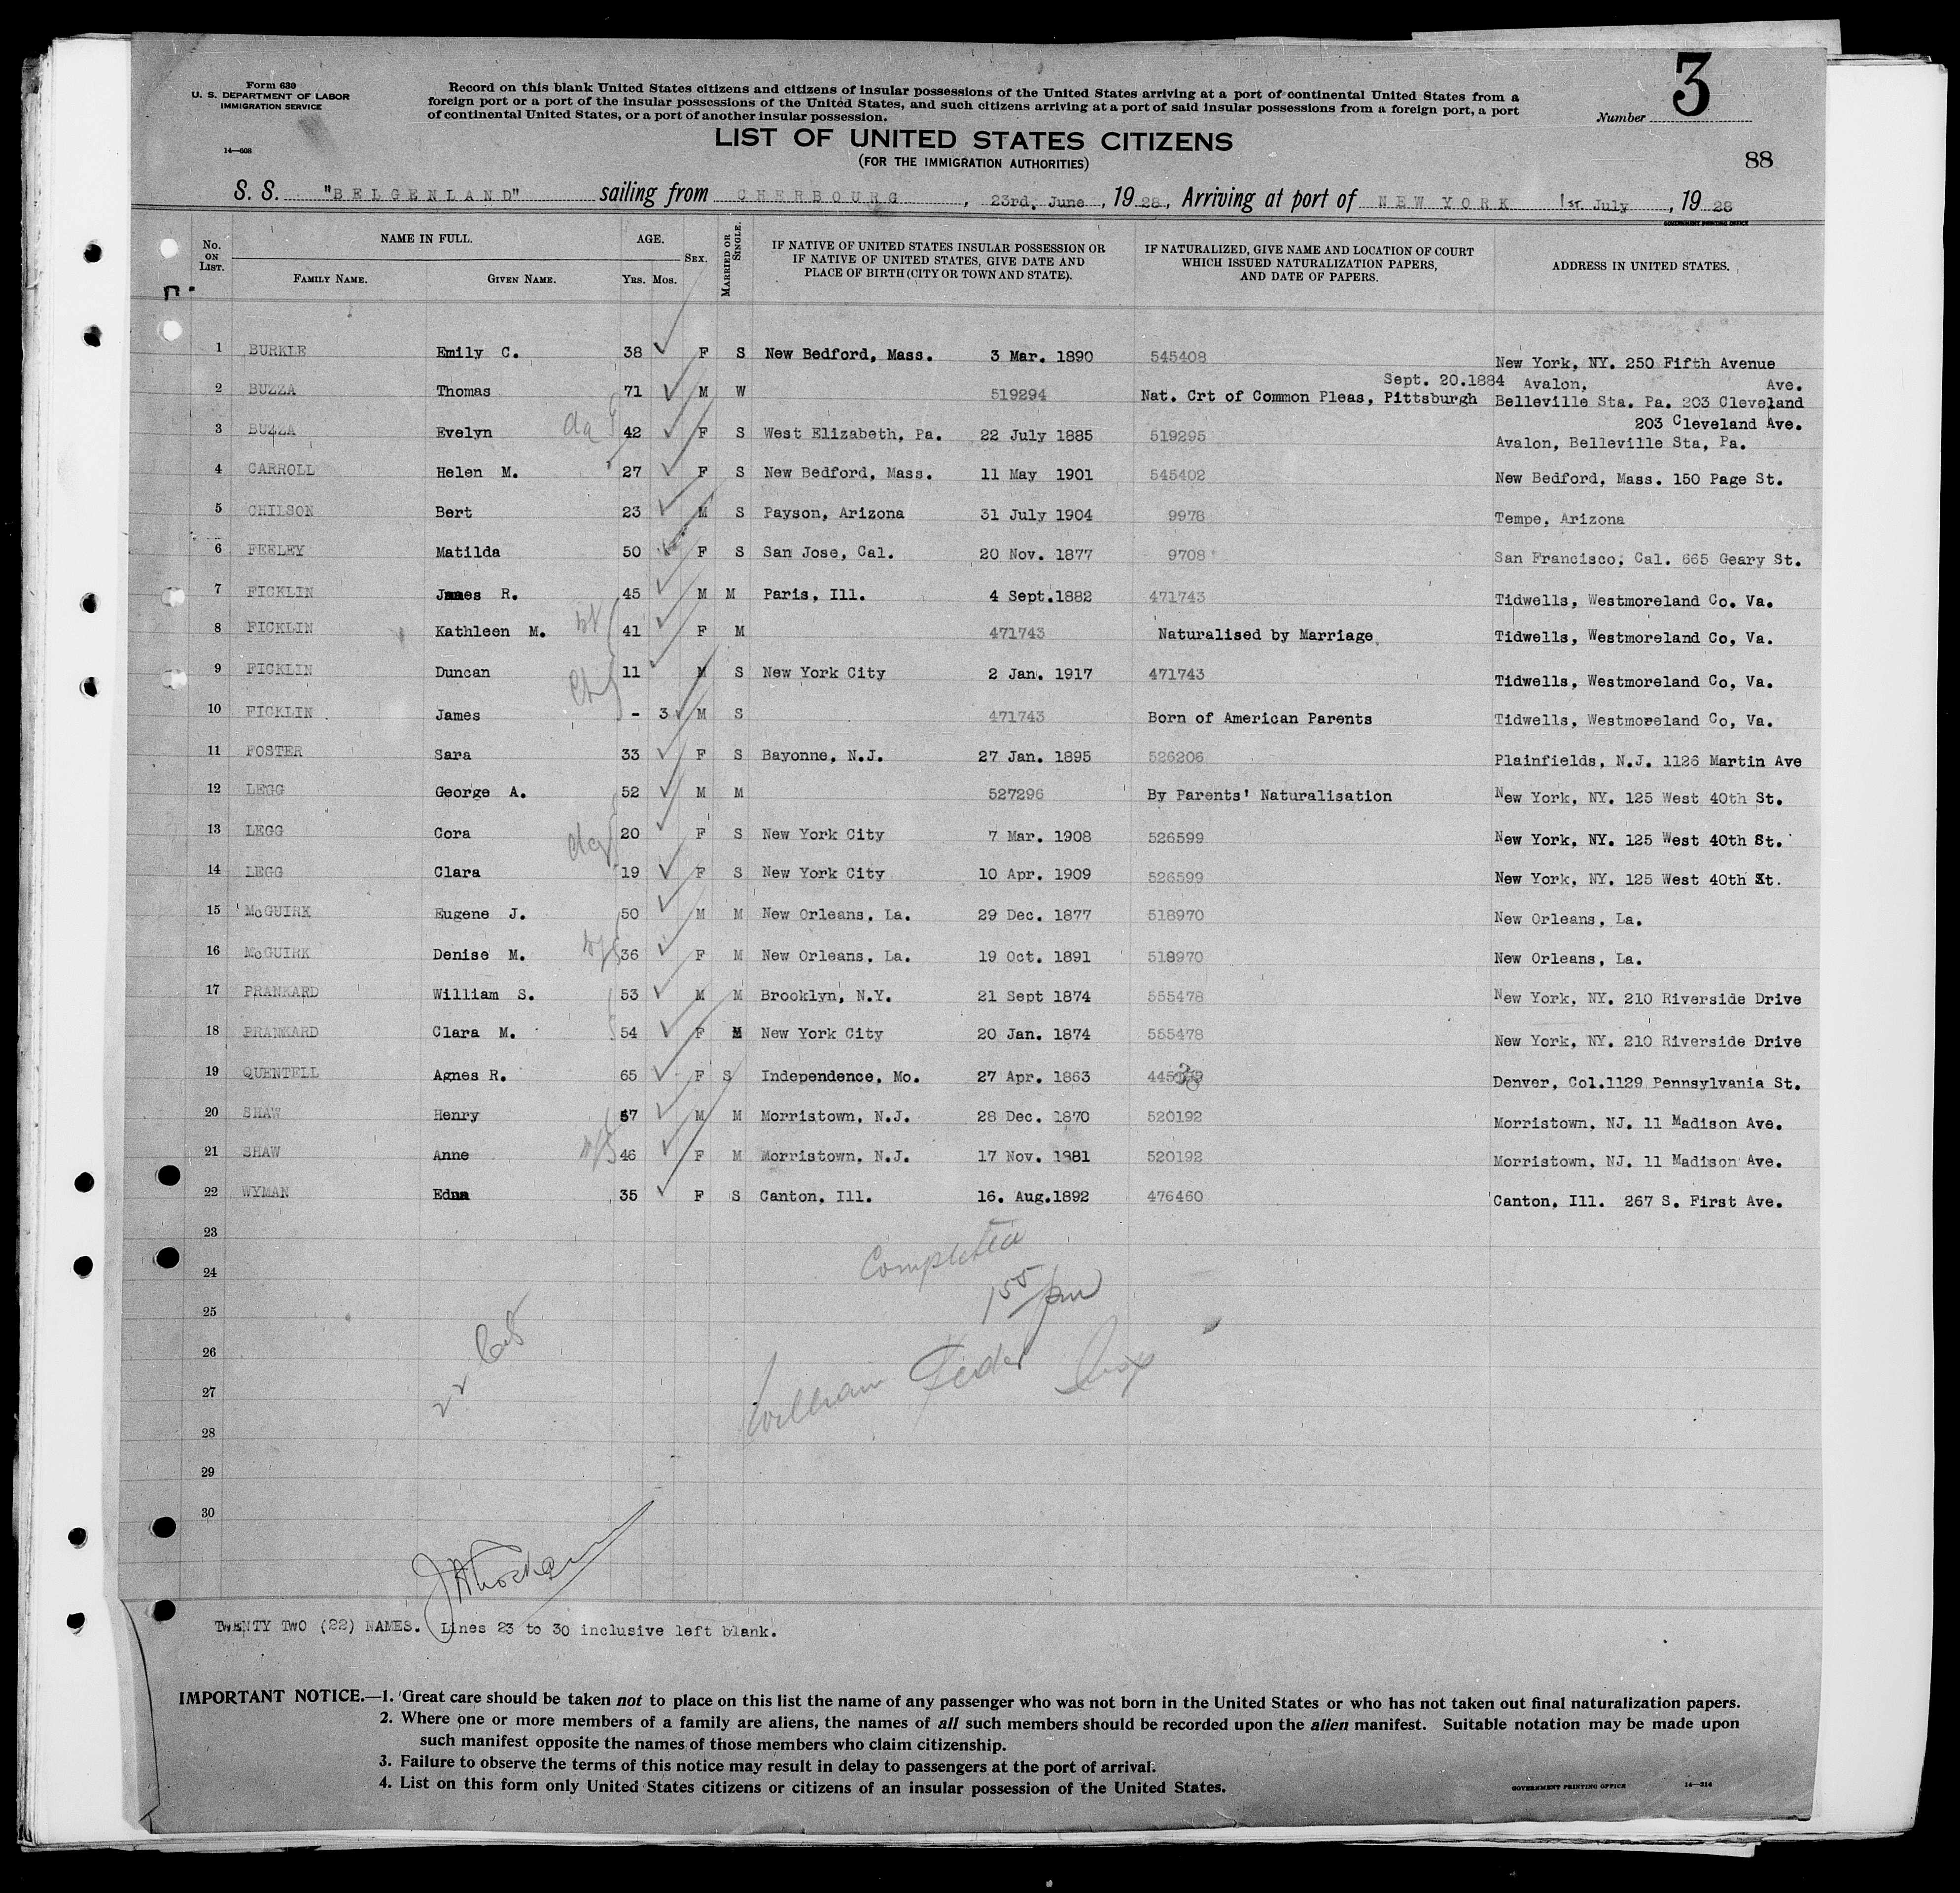 Form 630
U. S. DEPARTMENT OF LABOR
IMMIGRATION SERVICE
14—608
Record on this blank United States citizens and citizens of insular possessions of the United States arriving at a port of continental United States from a
foreign port or a port of the insular possessions of the United States, and such citizens arriving at a port of said insular possessions from a foreign port, a port
of continental United States, or a port of another insular possession.
Number 3
LIST OF UNITED STATES CITIZENS
(FOR THE IMMIGRATION AUTHORITIES)
88
S. S. "BELGENLAND" sailing from CHERBOURG, 23rd. June, 1928, Arriving at port of NEW YORK 1st July, 1928
GOVERNMENT PRINTING OFFICE
No. ON LIST. NAME IN FULL. FAMILY NAME. GIVEN NAME. AGE. YRS. MOS. SEX. MARRIED OR SINGLE. IF NATIVE OF UNITED STATES INSULAR POSSESSION OR IF NATIVE OF UNITED STATES, GIVE DATE AND PLACE OF BIRTH (CITY OR TOWN AND STATE). IF NATURALIZED, GIVE NAME AND LOCATION OF COURT WHICH ISSUED NATURALIZATION PAPERS, AND DATE OF PAPERS. ADDRESS IN UNITED STATES.
1 BURKLE Emily C. 38 F S New Bedford, Mass. 3 Mar. 1890 545408 New York, NY. 250 Fifth Avenue
Sept. 20.1884 Avalon, Ave.
2 BUZZA Thomas 71 M W 519294 Nat. Crt of Common Pleas, Pittsburgh Belleville Sta. Pa. 203 Cleveland
203 Cleveland Ave.
3 BUZZA Evelyn da 42 F S West Elizabeth, Pa. 22 July 1885 519295 Avalon, Belleville Sta, Pa.
4 CARROLL Helen M. 27 F S New Bedford, Mass. 11 May 1901 545402 New Bedford, Mass. 150 Page St.
5 CHILSON Bert 23 M S Payson, Arizona 31 July 1904 9978 Tempe, Arizona
6 FEELEY Matilda 50 F S San Jose, Cal. 20 Nov. 1877 9708 San Francisco, Cal. 665 Geary St.
7 FICKLIN James R. 45 M M Paris, Ill. 4 Sept.1882 471743 Tidwells, Westmoreland Co. Va.
8 FICKLIN Kathleen M. 41 F M 471743 Naturalised by Marriage Tidwells, Westmoreland Co, Va.
9 FICKLIN Duncan 11 M S New York City 2 Jan. 1917 471743 Tidwells, Westmoreland Co, Va.
10 FICKLIN James - 3 M S 471743 Born of American Parents Tidwells, Westmoreland Co, Va.
11 FOSTER Sara 33 F S Bayonne, N.J. 27 Jan. 1895 526206 Plainfields, N.J. 1126 Martin Ave
12 LEGG George A. 52 M M 527296 By Parents' Naturalisation New York, NY. 125 West 40th St.
13 LEGG Cora 20 F S New York City 7 Mar. 1908 526599 New York, NY. 125 West 40th St.
14 LEGG Clara 19 F S New York City 10 Apr. 1909 526599 New York, NY. 125 West 40th St.
15 McGUIRK Eugene J. 50 M M New Orleans, La. 29 Dec. 1877 518970 New Orleans, La.
16 McGUIRK Denise M. 36 F M New Orleans, La. 19 Oct. 1891 518970 New Orleans, La.
17 PRANKARD William S. 53 M M Brooklyn, N.Y. 21 Sept 1874 555478 New York, NY. 210 Riverside Drive
18 PRANKARD Clara M. 54 F M New York City 20 Jan. 1874 555478 New York, NY. 210 Riverside Drive
19 QUENTELL Agnes R. 65 F S Independence, Mo. 27 Apr. 1863 Denver, Col.1129 Pennsylvania St.
20 SHAW Henry 57 M M Morristown, N.J. 28 Dec. 1870 520192 Morristown, NJ. 11 Madison Ave.
21 SHAW Anne 46 F M Morristown, N.J. 17 Nov. 1881 520192 Morristown, NJ. 11 Madison Ave.
22 WYMAN Edna 35 F S Canton, Ill. 16. Aug.1892 476460 Canton, Ill. 267 S. First Ave.
23
24 Completed
25 1 55 pm
26
27 William
28
29
30
TWENTY TWO (22) NAMES. Lines 23 to 30 inclusive left blank.
IMPORTANT NOTICE.—1. Great care should be taken not to place on this list the name of any passenger who was not born in the United States or who has not taken out final naturalization papers.
2. Where one or more members of a family are aliens, the names of all such members should be recorded upon the alien manifest. Suitable notation may be made upon
such manifest opposite the names of those members who claim citizenship.
3. Failure to observe the terms of this notice may result in delay to passengers at the port of arrival.
4. List on this form only United States citizens or citizens of an insular possession of the United States.
GOVERNMENT PRINTING OFFICE 14—214